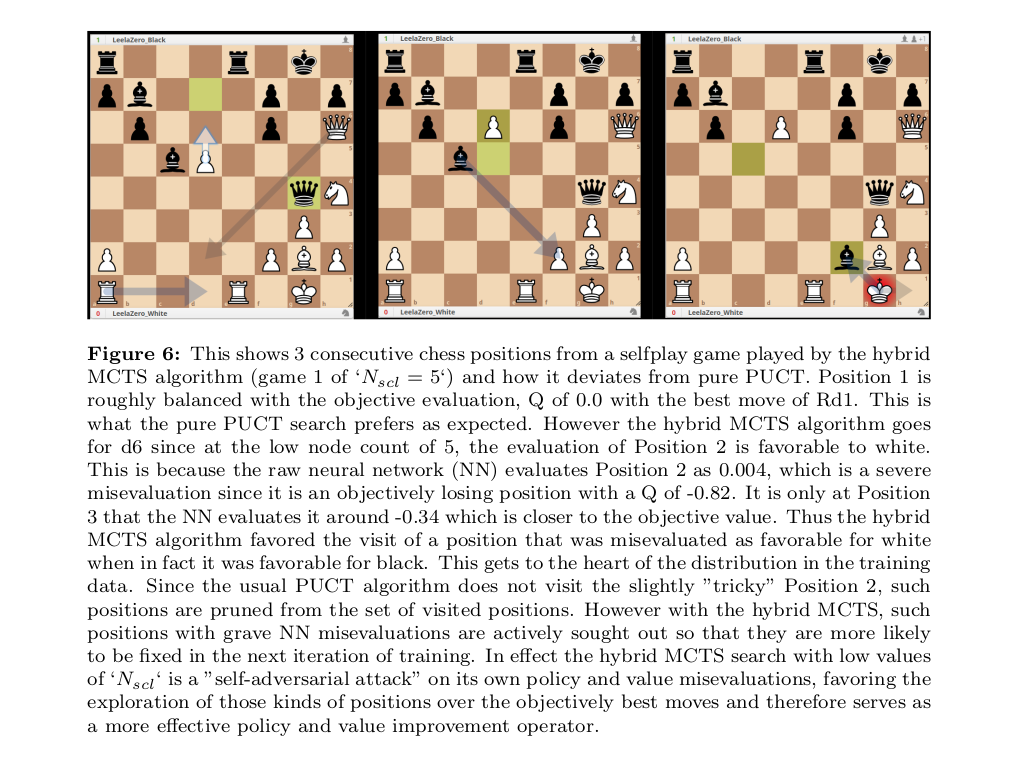 1 LeelaZero_Black
1 LeelaZero_Black
1 LeelaZero_Black
0 LeelaZero_White
0 LeelaZero_White
0 LeelaZero_White
Figure 6: This shows 3 consecutive chess positions from a selfplay game played by the hybrid
MCTS algorithm (game 1 of ‘N_scl = 5‘) and how it deviates from pure PUCT. Position 1 is
roughly balanced with the objective evaluation, Q of 0.0 with the best move of Rd1. This is
what the pure PUCT search prefers as expected. However the hybrid MCTS algorithm goes
for d6 since at the low node count of 5, the evaluation of Position 2 is favorable to white.
This is because the raw neural network (NN) evaluates Position 2 as 0.004, which is a severe
misevaluation since it is an objectively losing position with a Q of -0.82. It is only at Position
3 that the NN evaluates it around -0.34 which is closer to the objective value. Thus the hybrid
MCTS algorithm favored the visit of a position that was misevaluated as favorable for white
when in fact it was favorable for black. This gets to the heart of the distribution in the training
data. Since the usual PUCT algorithm does not visit the slightly ”tricky” Position 2, such
positions are pruned from the set of visited positions. However with the hybrid MCTS, such
positions with grave NN misevaluations are actively sought out so that they are more likely
to be fixed in the next iteration of training. In effect the hybrid MCTS search with low values
of ‘N_scl‘ is a ”self-adversarial attack” on its own policy and value misevaluations, favoring the
exploration of those kinds of positions over the objectively best moves and therefore serves as
a more effective policy and value improvement operator.